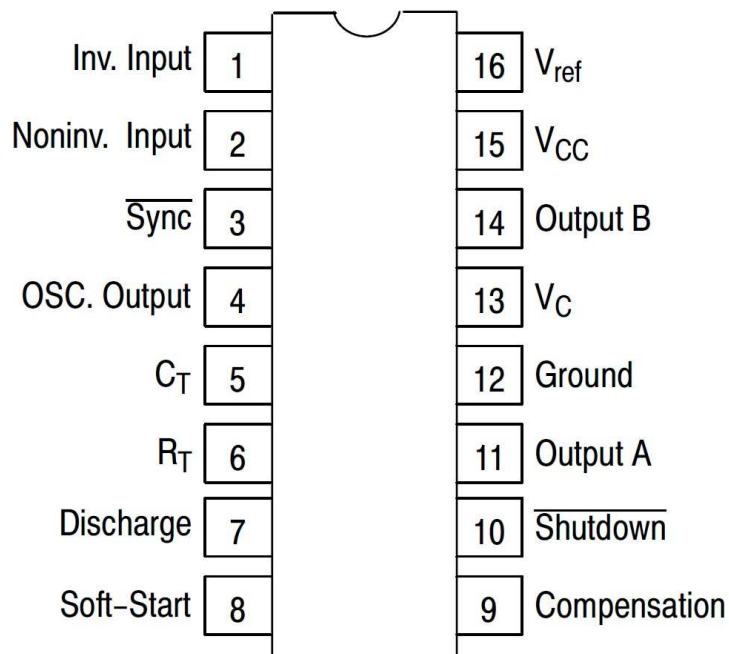 Inv. Input 1 16 Vref
Noninv. Input 2 15 VCC
Sync 3 14 Output B
OSC. Output 4 13 VC
CT 5 12 Ground
RT 6 11 Output A
Discharge 7 10 Shutdown
Soft-Start 8 9 Compensation